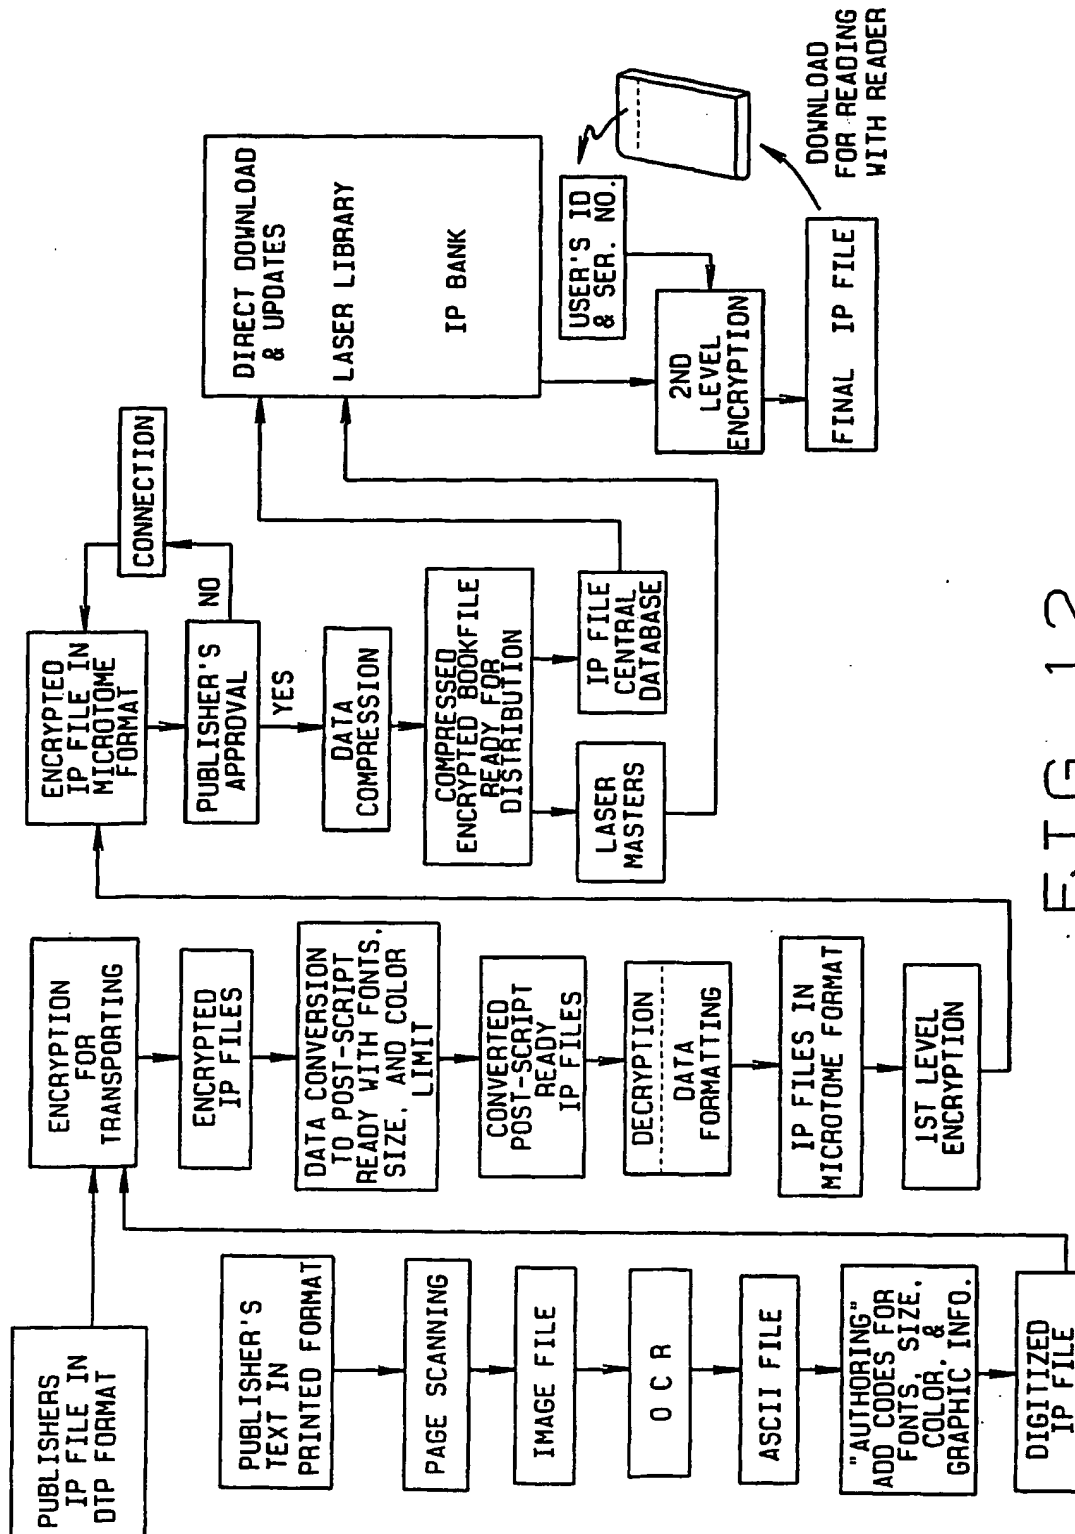 PUBLISHERS
IP FILE IN
DTP FORMAT
PUBLISHER'S
TEXT IN
PRINTED FORMAT
PAGE SCANNING
IMAGE FILE
O C R
ASCII FILE
"AUTHORING"
ADD CODES FOR
FONTS, SIZE,
COLOR, &
GRAPHIC INFO.
DIGITIZED
IP FILE
ENCRYPTION
FOR
TRANSPORTING
ENCRYPTED
IP FILES
DATA CONVERSION
TO POST-SCRIPT
READY WITH FONTS,
SIZE, AND COLOR
LIMIT
CONVERTED
POST-SCRIPT
READY
IP FILES
DECRYPTION
DATA
FORMATTING
IP FILES IN
MICROTOME FORMAT
1ST LEVEL
ENCRYPTION
ENCRYPTED
IP FILE IN
MICROTOME
FORMAT
CONNECTION
PUBLISHER'S
APPROVAL
NO
YES
DATA
COMPRESSION
COMPRESSED
ENCRYPTED BOOKFILE
READY FOR
DISTRIBUTION
LASER
MASTERS
IP FILE
CENTRAL
DATABASE
DIRECT DOWNLOAD
& UPDATES
LASER LIBRARY
IP BANK
USER'S ID
& SER. NO.
2ND
LEVEL
ENCRYPTION
FINAL IP FILE
DOWNLOAD
FOR READING
WITH READER
FIG 12